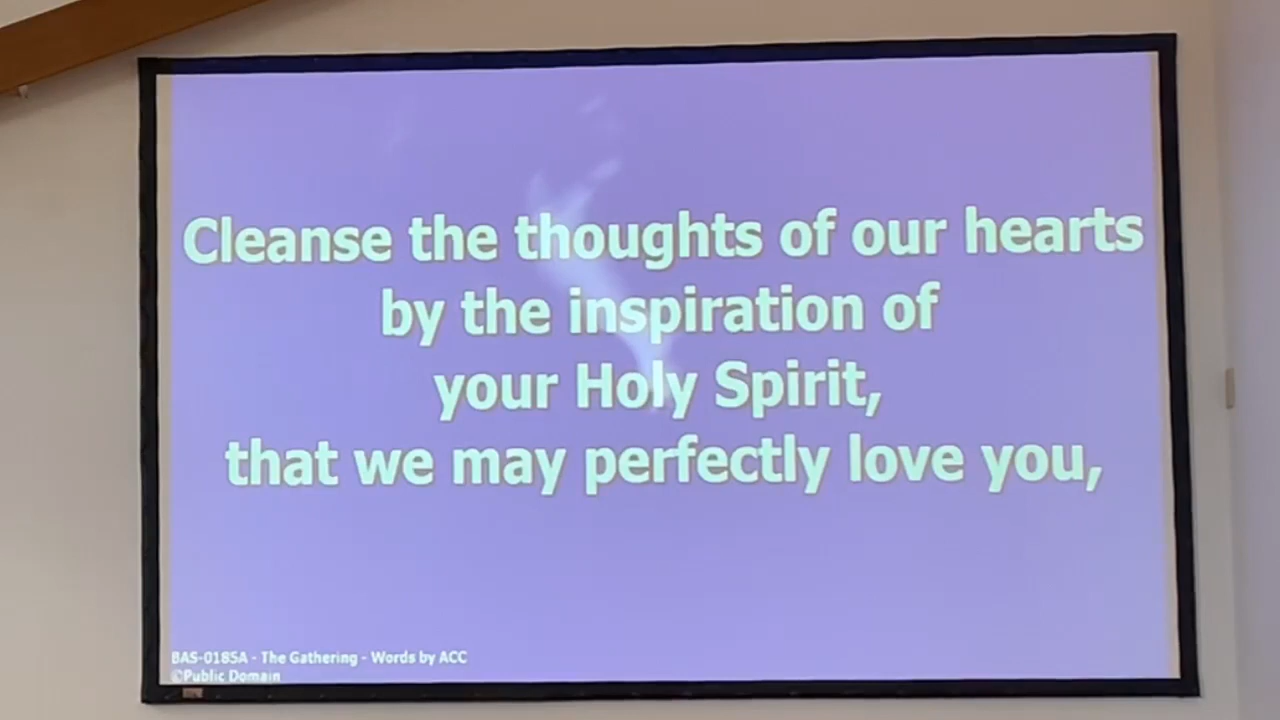 Cleanse the thoughts of our hearts
by the inspiration of
your Holy Spirit,
that we may perfectly love you,
BAS-0185A - The Gathering - Words by ACC
©Public Domain